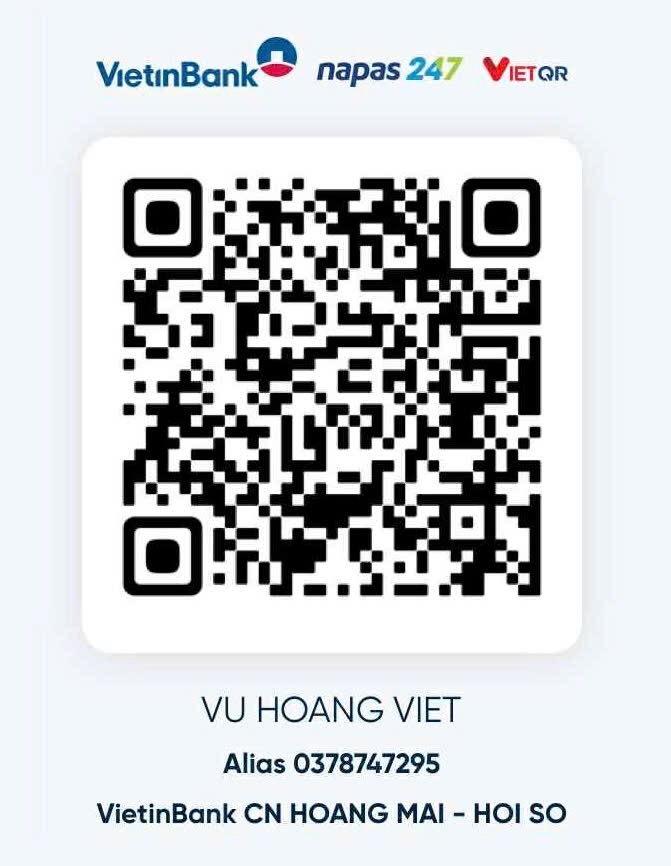 VietinBank napas 247 VIETQR
VU HOANG VIET
Alias 0378747295
VietinBank CN HOANG MAI - HOI SO